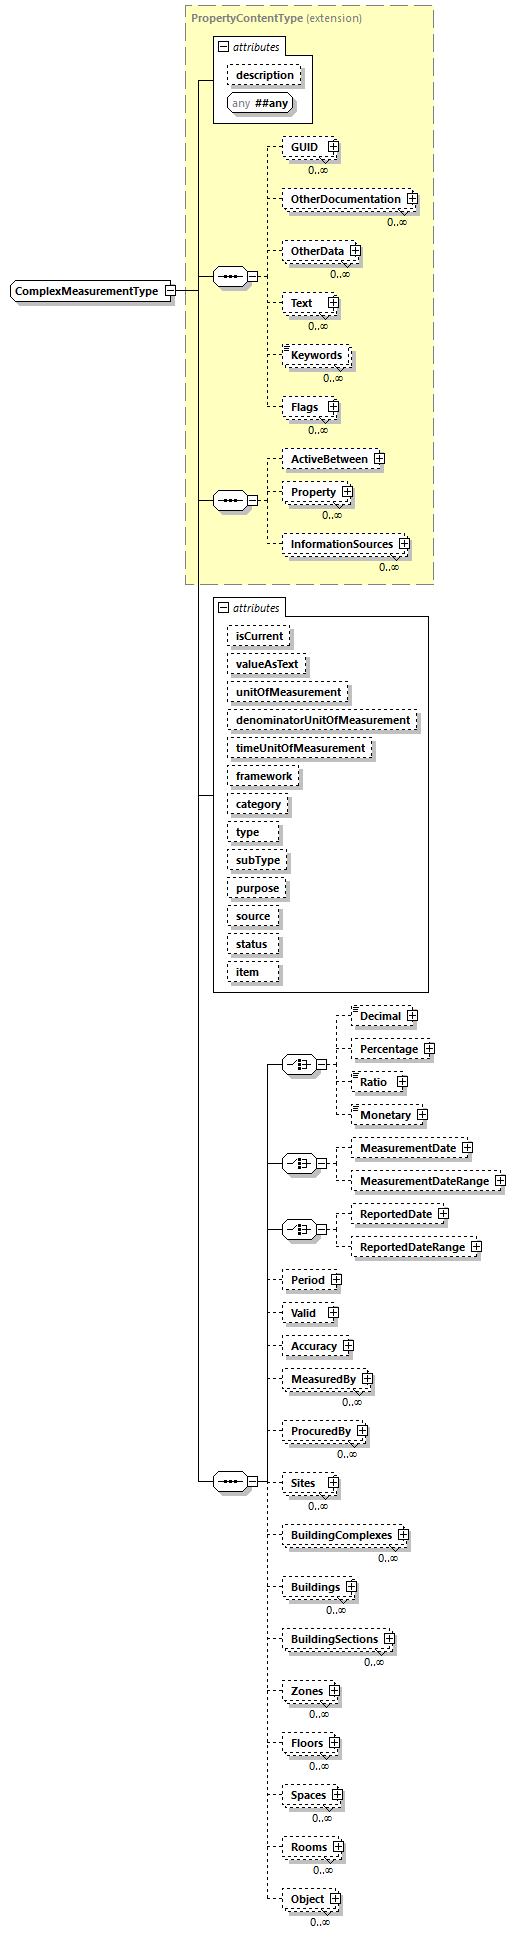 PropertyContentType (extension)
attributes
description
any ##any
GUID
0..∞
OtherDocumentation
0..∞
OtherData
0..∞
ComplexMeasurementType
Text
0..∞
Keywords
0..∞
Flags
0..∞
ActiveBetween
Property
0..∞
InformationSources
0..∞
attributes
isCurrent
valueAsText
unitOfMeasurement
denominatorUnitOfMeasurement
timeUnitOfMeasurement
framework
category
type
subType
purpose
source
status
item
Decimal
Percentage
Ratio
Monetary
MeasurementDate
MeasurementDateRange
ReportedDate
ReportedDateRange
Period
Valid
Accuracy
MeasuredBy
0..∞
ProcuredBy
0..∞
Sites
0..∞
BuildingComplexes
0..∞
Buildings
0..∞
BuildingSections
0..∞
Zones
0..∞
Floors
0..∞
Spaces
0..∞
Rooms
0..∞
Object
0..∞